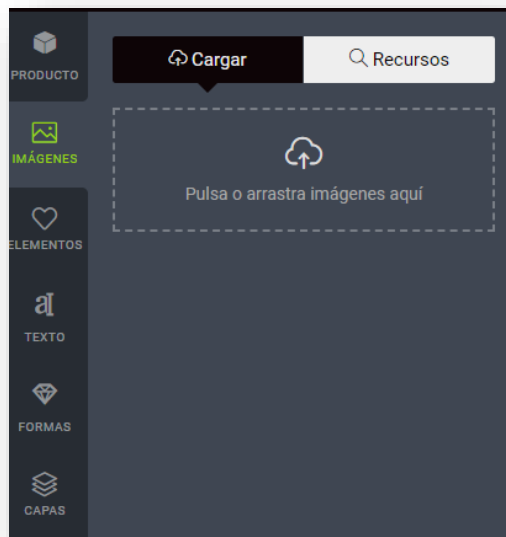 PRODUCTO
IMÁGENES
ELEMENTOS
TEXTO
FORMAS
CAPAS
Cargar
Recursos
Pulsa o arrastra imágenes aquí